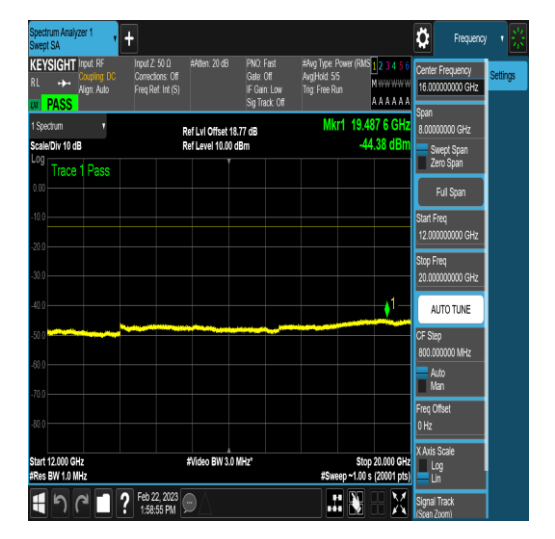 Spectrum Analyzer 1
Swept SA
Frequency
KEYSIGHT
RL
PASS
Input: RF
Coupling: DC
Align: Auto
Input Z: 50 Ω
Corrections: Off
Freq Ref: Int (S)
#Atten: 20 dB
PNO: Fast
Gate: Off
IF Gain: Low
Sig Track: Off
#Avg Type: Power (RMS
Avg|Hold: 5/5
Trig: Free Run
1 2 3 4 5 6
M W W W W W
A A A A A A
1 Spectrum
Scale/Div 10 dB
Ref Lvl Offset 18.77 dB
Ref Level 10.00 dBm
Mkr1 19.487 6 GHz
-44.38 dBm
Log
Trace 1 Pass
0.00
-10.0
-20.0
-30.0
-40.0
-50.0
-60.0
-70.0
-80.0
1
Start 12.000 GHz
#Res BW 1.0 MHz
#Video BW 3.0 MHz*
Stop 20.000 GHz
#Sweep ~1.00 s (20001 pts)
?
Feb 22, 2023
1:58:55 PM
Center Frequency
16.000000000 GHz
Settings
Span
8.00000000 GHz
Swept Span
Zero Span
Full Span
Start Freq
12.000000000 GHz
Stop Freq
20.000000000 GHz
AUTO TUNE
CF Step
800.000000 MHz
Auto
Man
Freq Offset
0 Hz
X Axis Scale
Log
Lin
Signal Track
(Span Zoom)